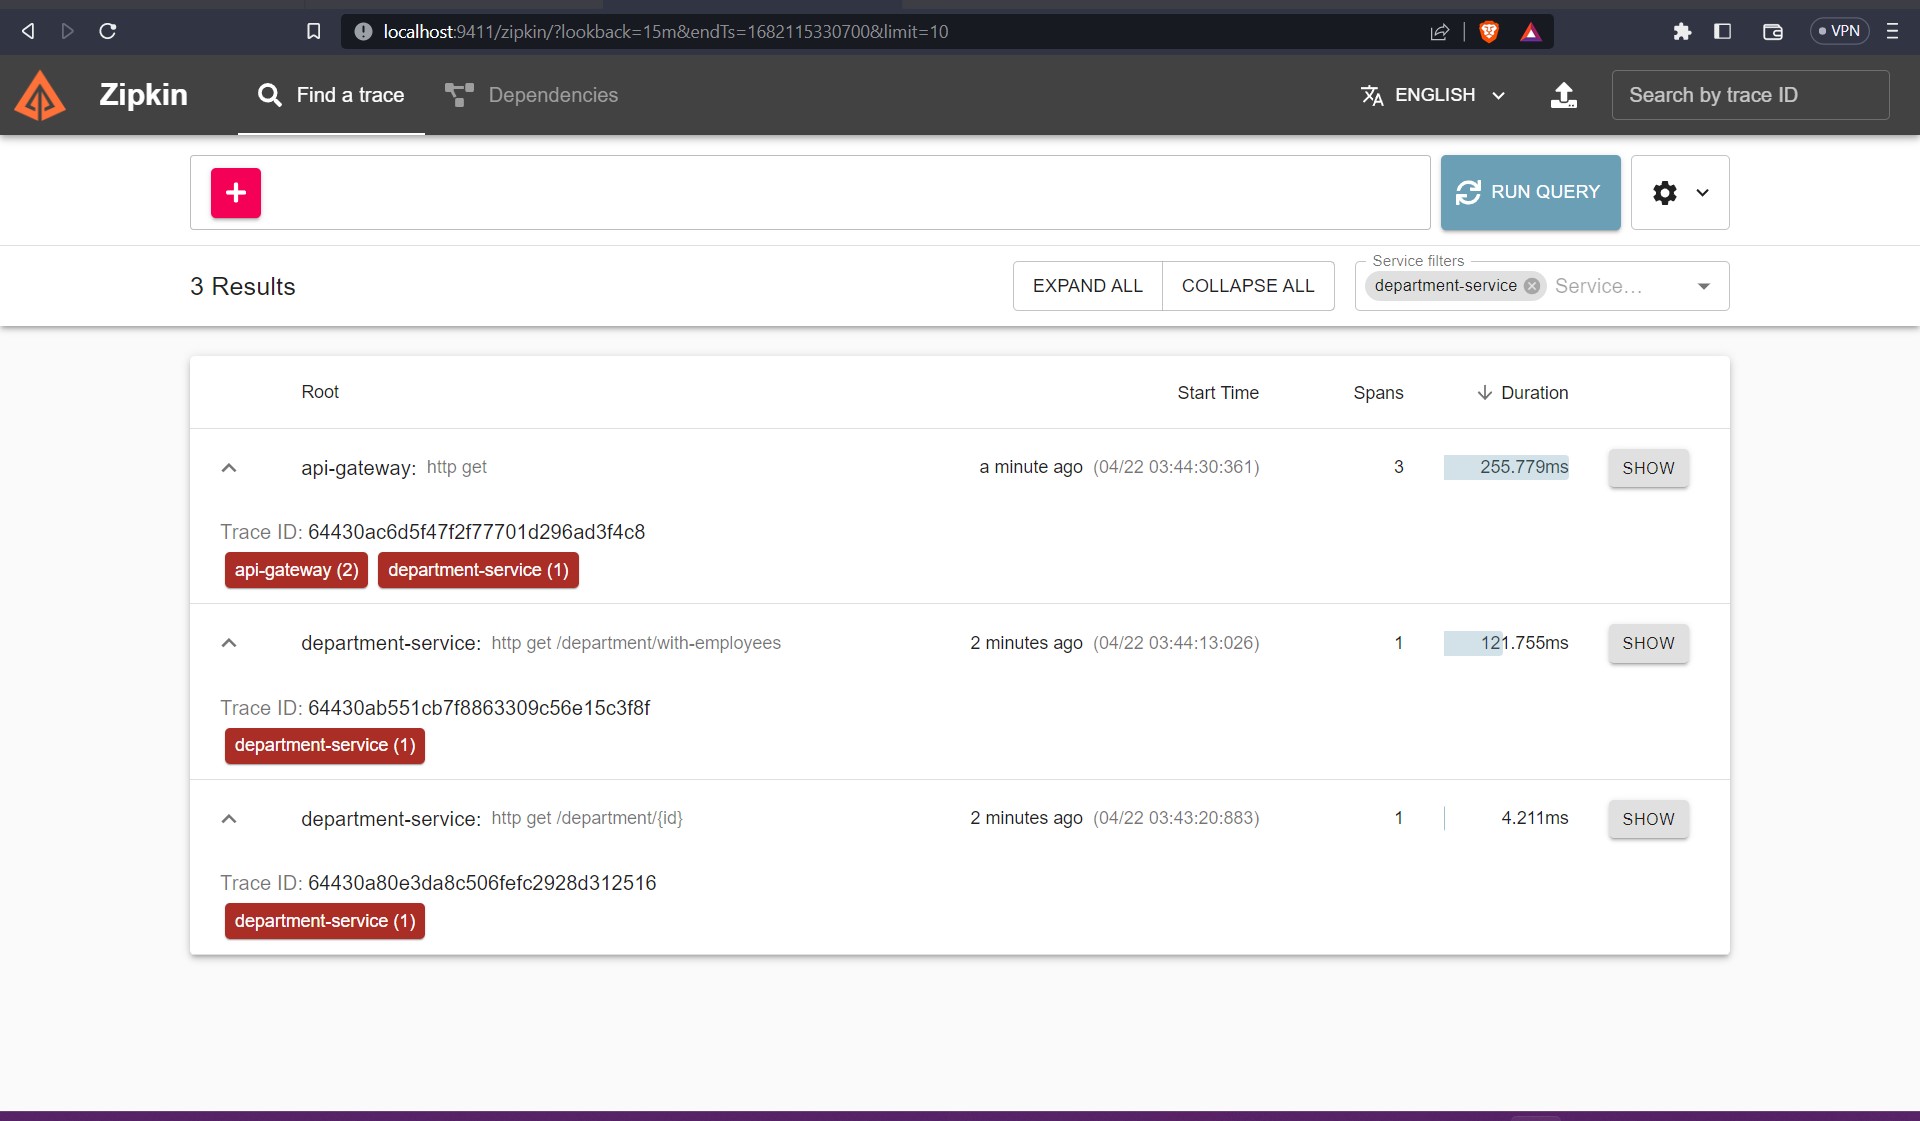 localhost:9411/zipkin/?lookback=15m&endTs=1682115330700&limit=10
VPN
Zipkin
Find a trace
Dependencies
ENGLISH
Search by trace ID
RUN QUERY
3 Results
EXPAND ALL
COLLAPSE ALL
Service filters
department-service
Service...
Root
Start Time
Spans
Duration
api-gateway: http get
a minute ago (04/22 03:44:30:361)
3
255.779ms
SHOW
Trace ID: 64430ac6d5f47f2f77701d296ad3f4c8
api-gateway (2)
department-service (1)
department-service: http get /department/with-employees
2 minutes ago (04/22 03:44:13:026)
1
121.755ms
SHOW
Trace ID: 64430ab551cb7f8863309c56e15c3f8f
department-service (1)
department-service: http get /department/{id}
2 minutes ago (04/22 03:43:20:883)
1
4.211ms
SHOW
Trace ID: 64430a80e3da8c506fefc2928d312516
department-service (1)